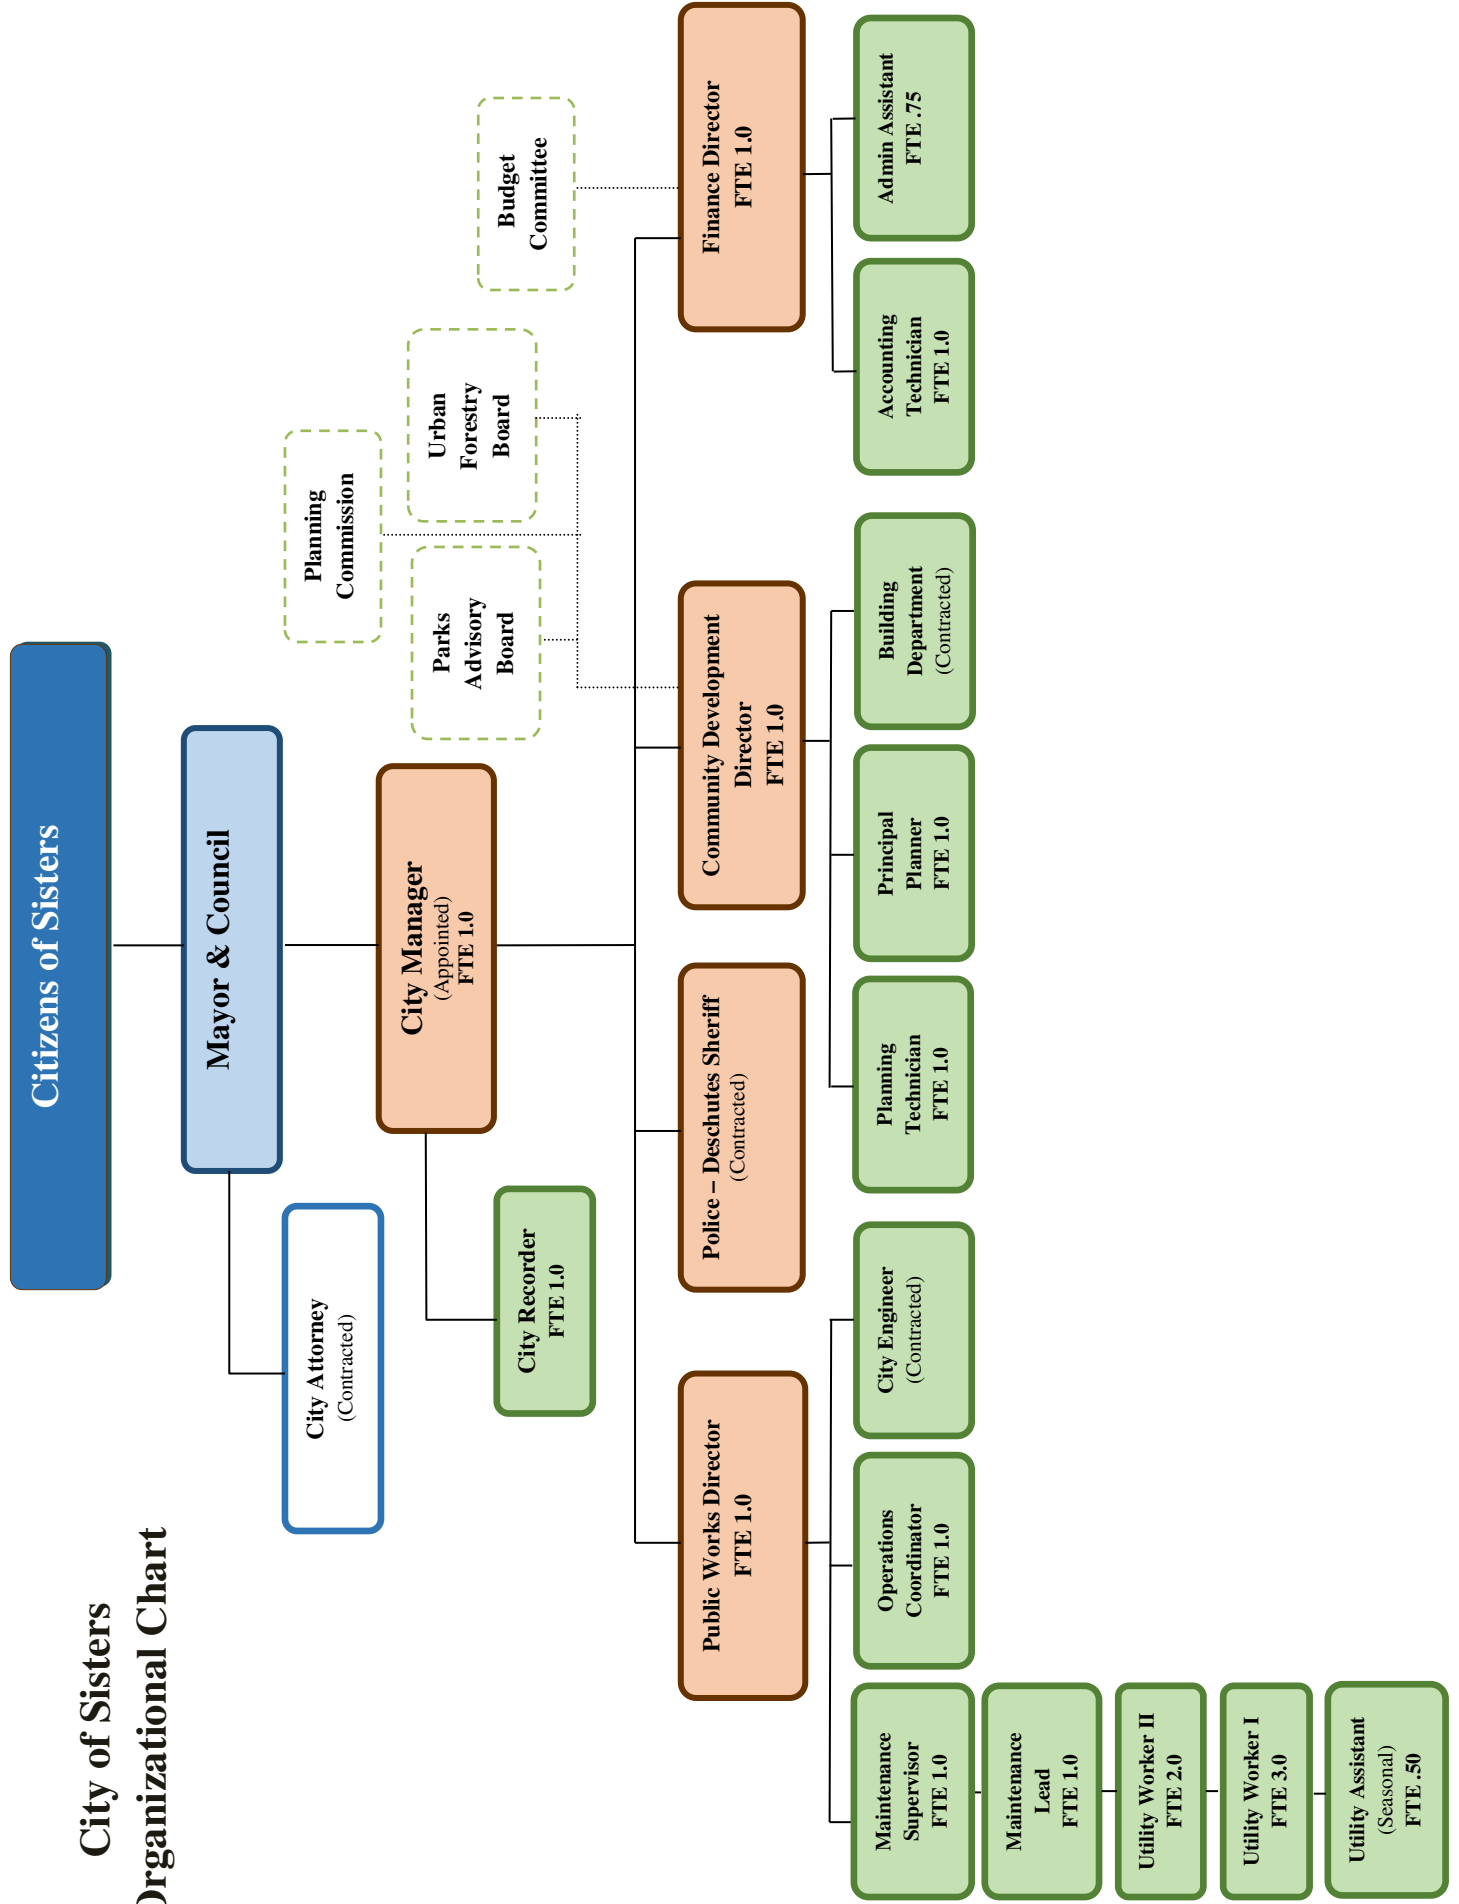 City of Sisters
Organizational Chart
Citizens of Sisters
Mayor & Council
City Attorney
(Contracted)
City Manager
(Appointed)
FTE 1.0
City Recorder
FTE 1.0
Planning
Commission
Parks
Advisory
Board
Urban
Forestry
Board
Budget
Committee
Public Works Director
FTE 1.0
Police – Deschutes Sheriff
(Contracted)
Community Development
Director
FTE 1.0
Finance Director
FTE 1.0
Maintenance
Supervisor
FTE 1.0
Operations
Coordinator
FTE 1.0
City Engineer
(Contracted)
Planning
Technician
FTE 1.0
Principal
Planner
FTE 1.0
Building
Department
(Contracted)
Accounting
Technician
FTE 1.0
Admin Assistant
FTE .75
Maintenance
Lead
FTE 1.0
Utility Worker II
FTE 2.0
Utility Worker I
FTE 3.0
Utility Assistant
(Seasonal)
FTE .50